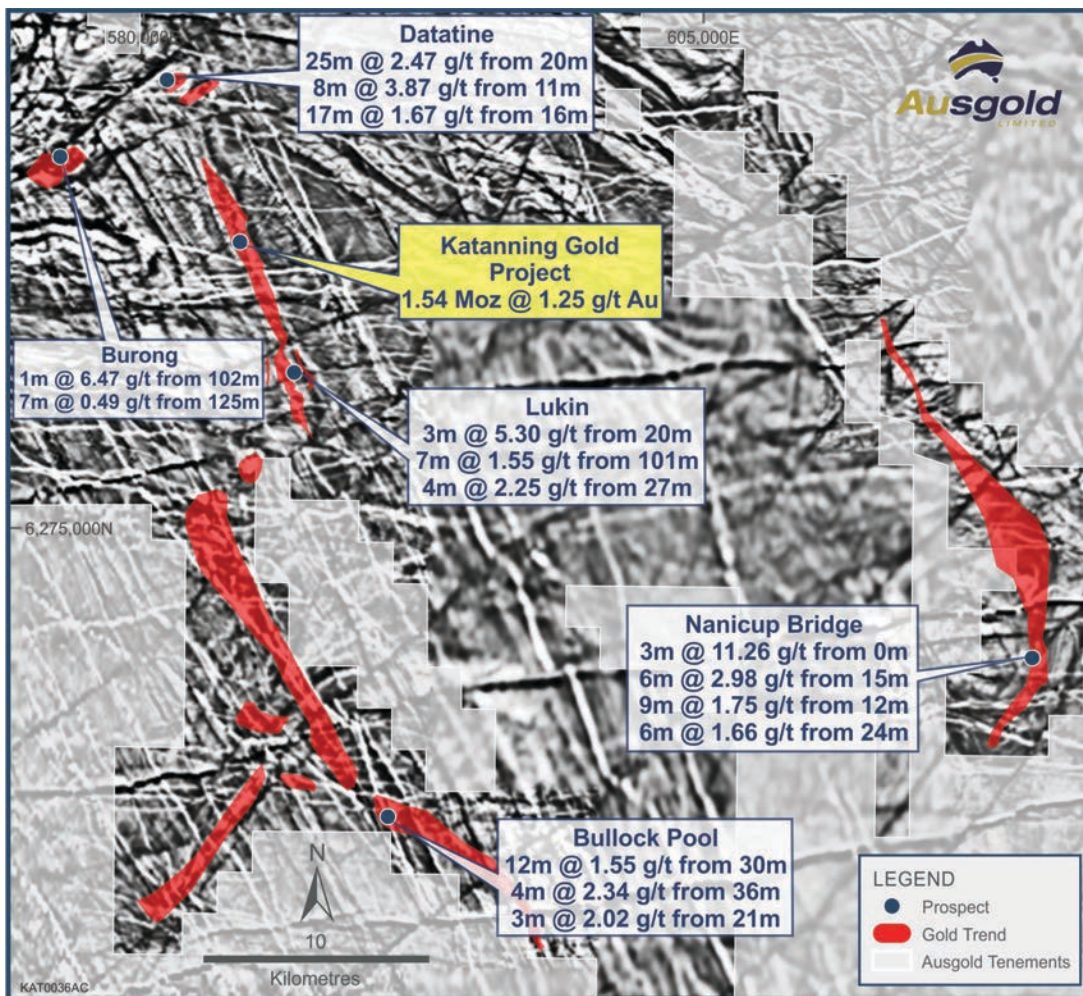 580,000E
605,000E
Datatine
25m @ 2.47 g/t from 20m
8m @ 3.87 g/t from 11m
17m @ 1.67 g/t from 16m
Ausgold
LIMITED
Katanning Gold
Project
1.54 Moz @ 1.25 g/t Au
Burong
1m @ 6.47 g/t from 102m
7m @ 0.49 g/t from 125m
Lukin
3m @ 5.30 g/t from 20m
7m @ 1.55 g/t from 101m
4m @ 2.25 g/t from 27m
6,275,000N
Nanicup Bridge
3m @ 11.26 g/t from 0m
6m @ 2.98 g/t from 15m
9m @ 1.75 g/t from 12m
6m @ 1.66 g/t from 24m
Bullock Pool
12m @ 1.55 g/t from 30m
4m @ 2.34 g/t from 36m
3m @ 2.02 g/t from 21m
N
10
Kilometres
LEGEND
Prospect
Gold Trend
Ausgold Tenements
KAT0036AC